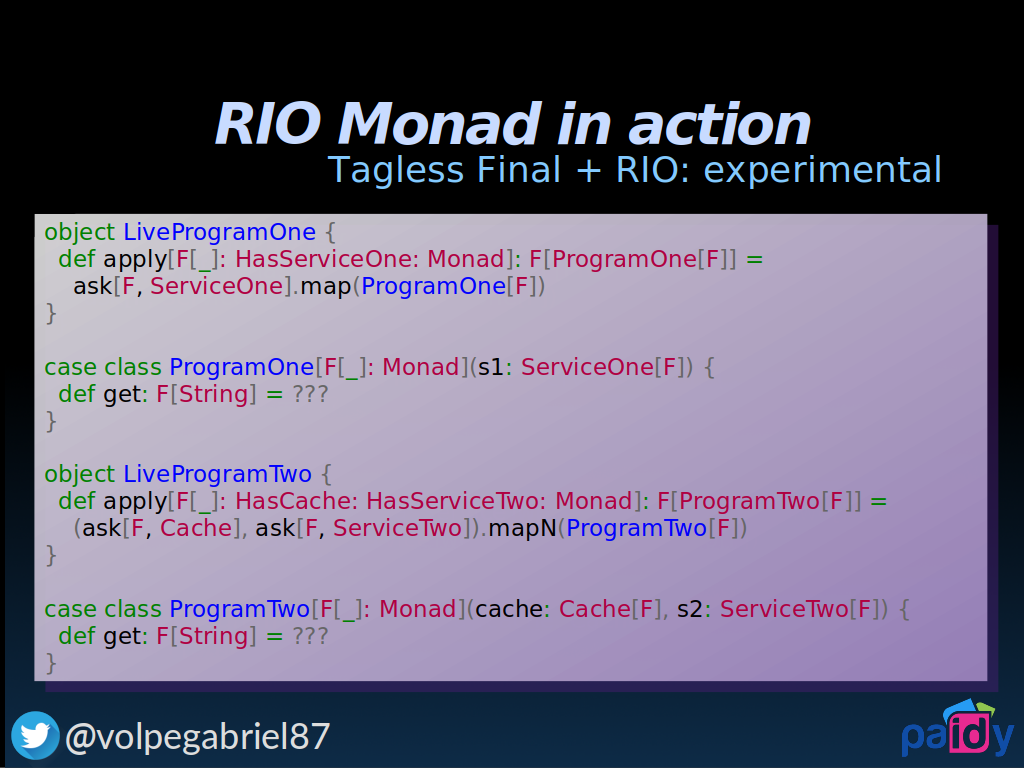 RIO Monad in action
Tagless Final + RIO: experimental
object LiveProgramOne {
  def apply[F[_]: HasServiceOne: Monad]: F[ProgramOne[F]] =
    ask[F, ServiceOne].map(ProgramOne[F])
}

case class ProgramOne[F[_]: Monad](s1: ServiceOne[F]) {
  def get: F[String] = ???
}

object LiveProgramTwo {
  def apply[F[_]: HasCache: HasServiceTwo: Monad]: F[ProgramTwo[F]] =
    (ask[F, Cache], ask[F, ServiceTwo]).mapN(ProgramTwo[F])
}

case class ProgramTwo[F[_]: Monad](cache: Cache[F], s2: ServiceTwo[F]) {
  def get: F[String] = ???
}
@volpegabriel87
paidy